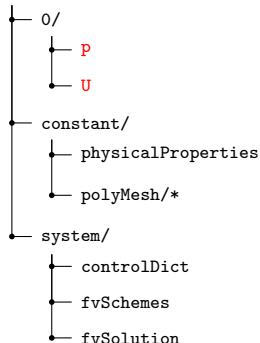 0/
p
U
constant/
physicalProperties
polyMesh/*
system/
controlDict
fvSchemes
fvSolution